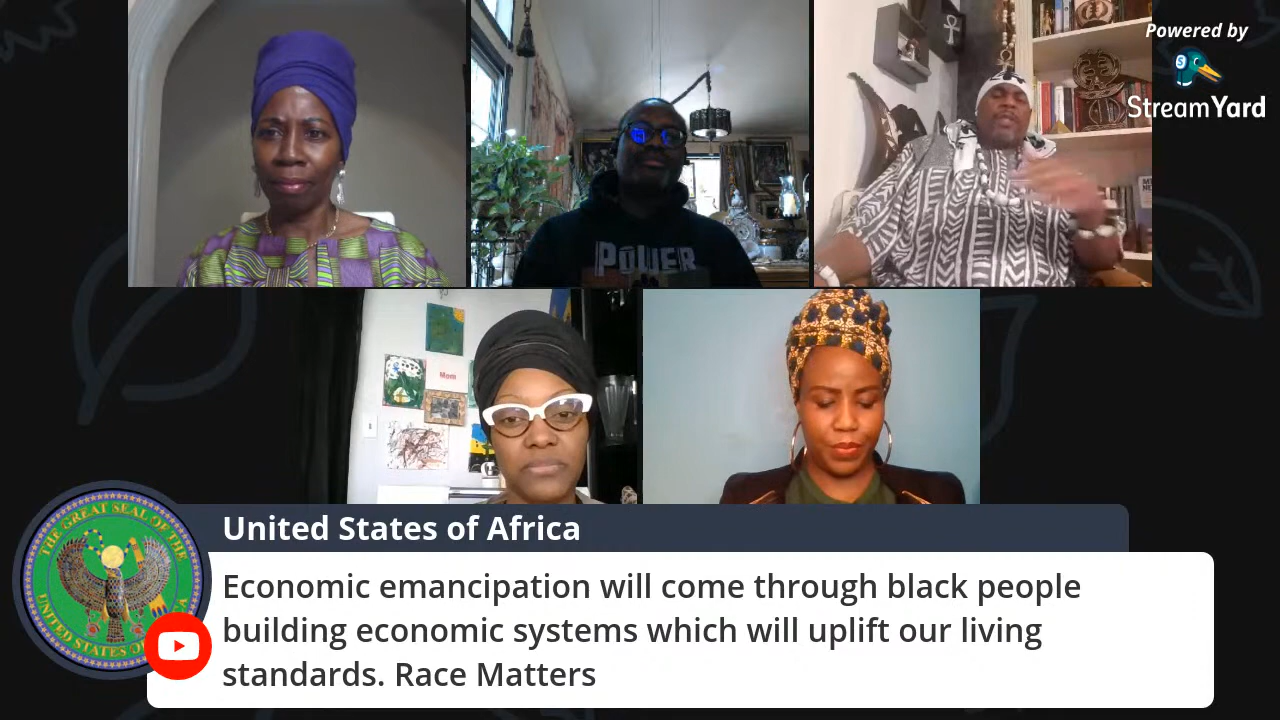 Powered by
StreamYard
POWER
Mom
THE GREAT SEAL OF THE
UNITED STATES OF
United States of Africa
Economic emancipation will come through black people
building economic systems which will uplift our living
standards. Race Matters